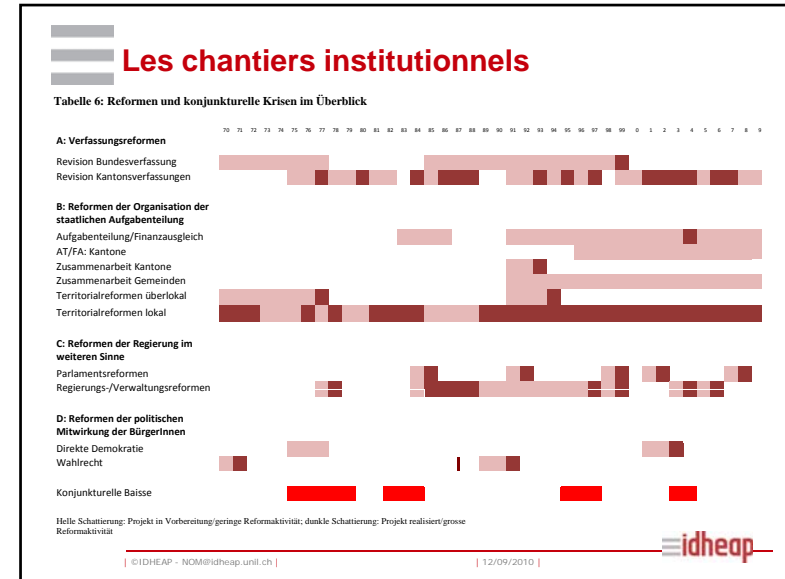 Les chantiers institutionnels
Tabelle 6: Reformen und konjunkturelle Krisen im Überblick
70 71 72 73 74 75 76 77 78 79 80 81 82 83 84 85 86 87 88 89 90 91 92 93 94 95 96 97 98 99 0 1 2 3 4 5 6 7 8 9
A: Verfassungsreformen
Revision Bundesverfassung
Revision Kantonsverfassungen
B: Reformen der Organisation der
staatlichen Aufgabenteilung
Aufgabenteilung/Finanzausgleich
AT/FA: Kantone
Zusammenarbeit Kantone
Zusammenarbeit Gemeinden
Territorialreformen überlokal
Territorialreformen lokal
C: Reformen der Regierung im
weiteren Sinne
Parlamentsreformen
Regierungs-/Verwaltungsreformen
D: Reformen der politischen
Mitwirkung der BürgerInnen
Direkte Demokratie
Wahlrecht
Konjunkturelle Baisse
Helle Schattierung: Projekt in Vorbereitung/geringe Reformaktivität; dunkle Schattierung: Projekt realisiert/grosse
Reformaktivität
idheap
| ©IDHEAP - NOM@idheap.unil.ch | | 12/09/2010 |